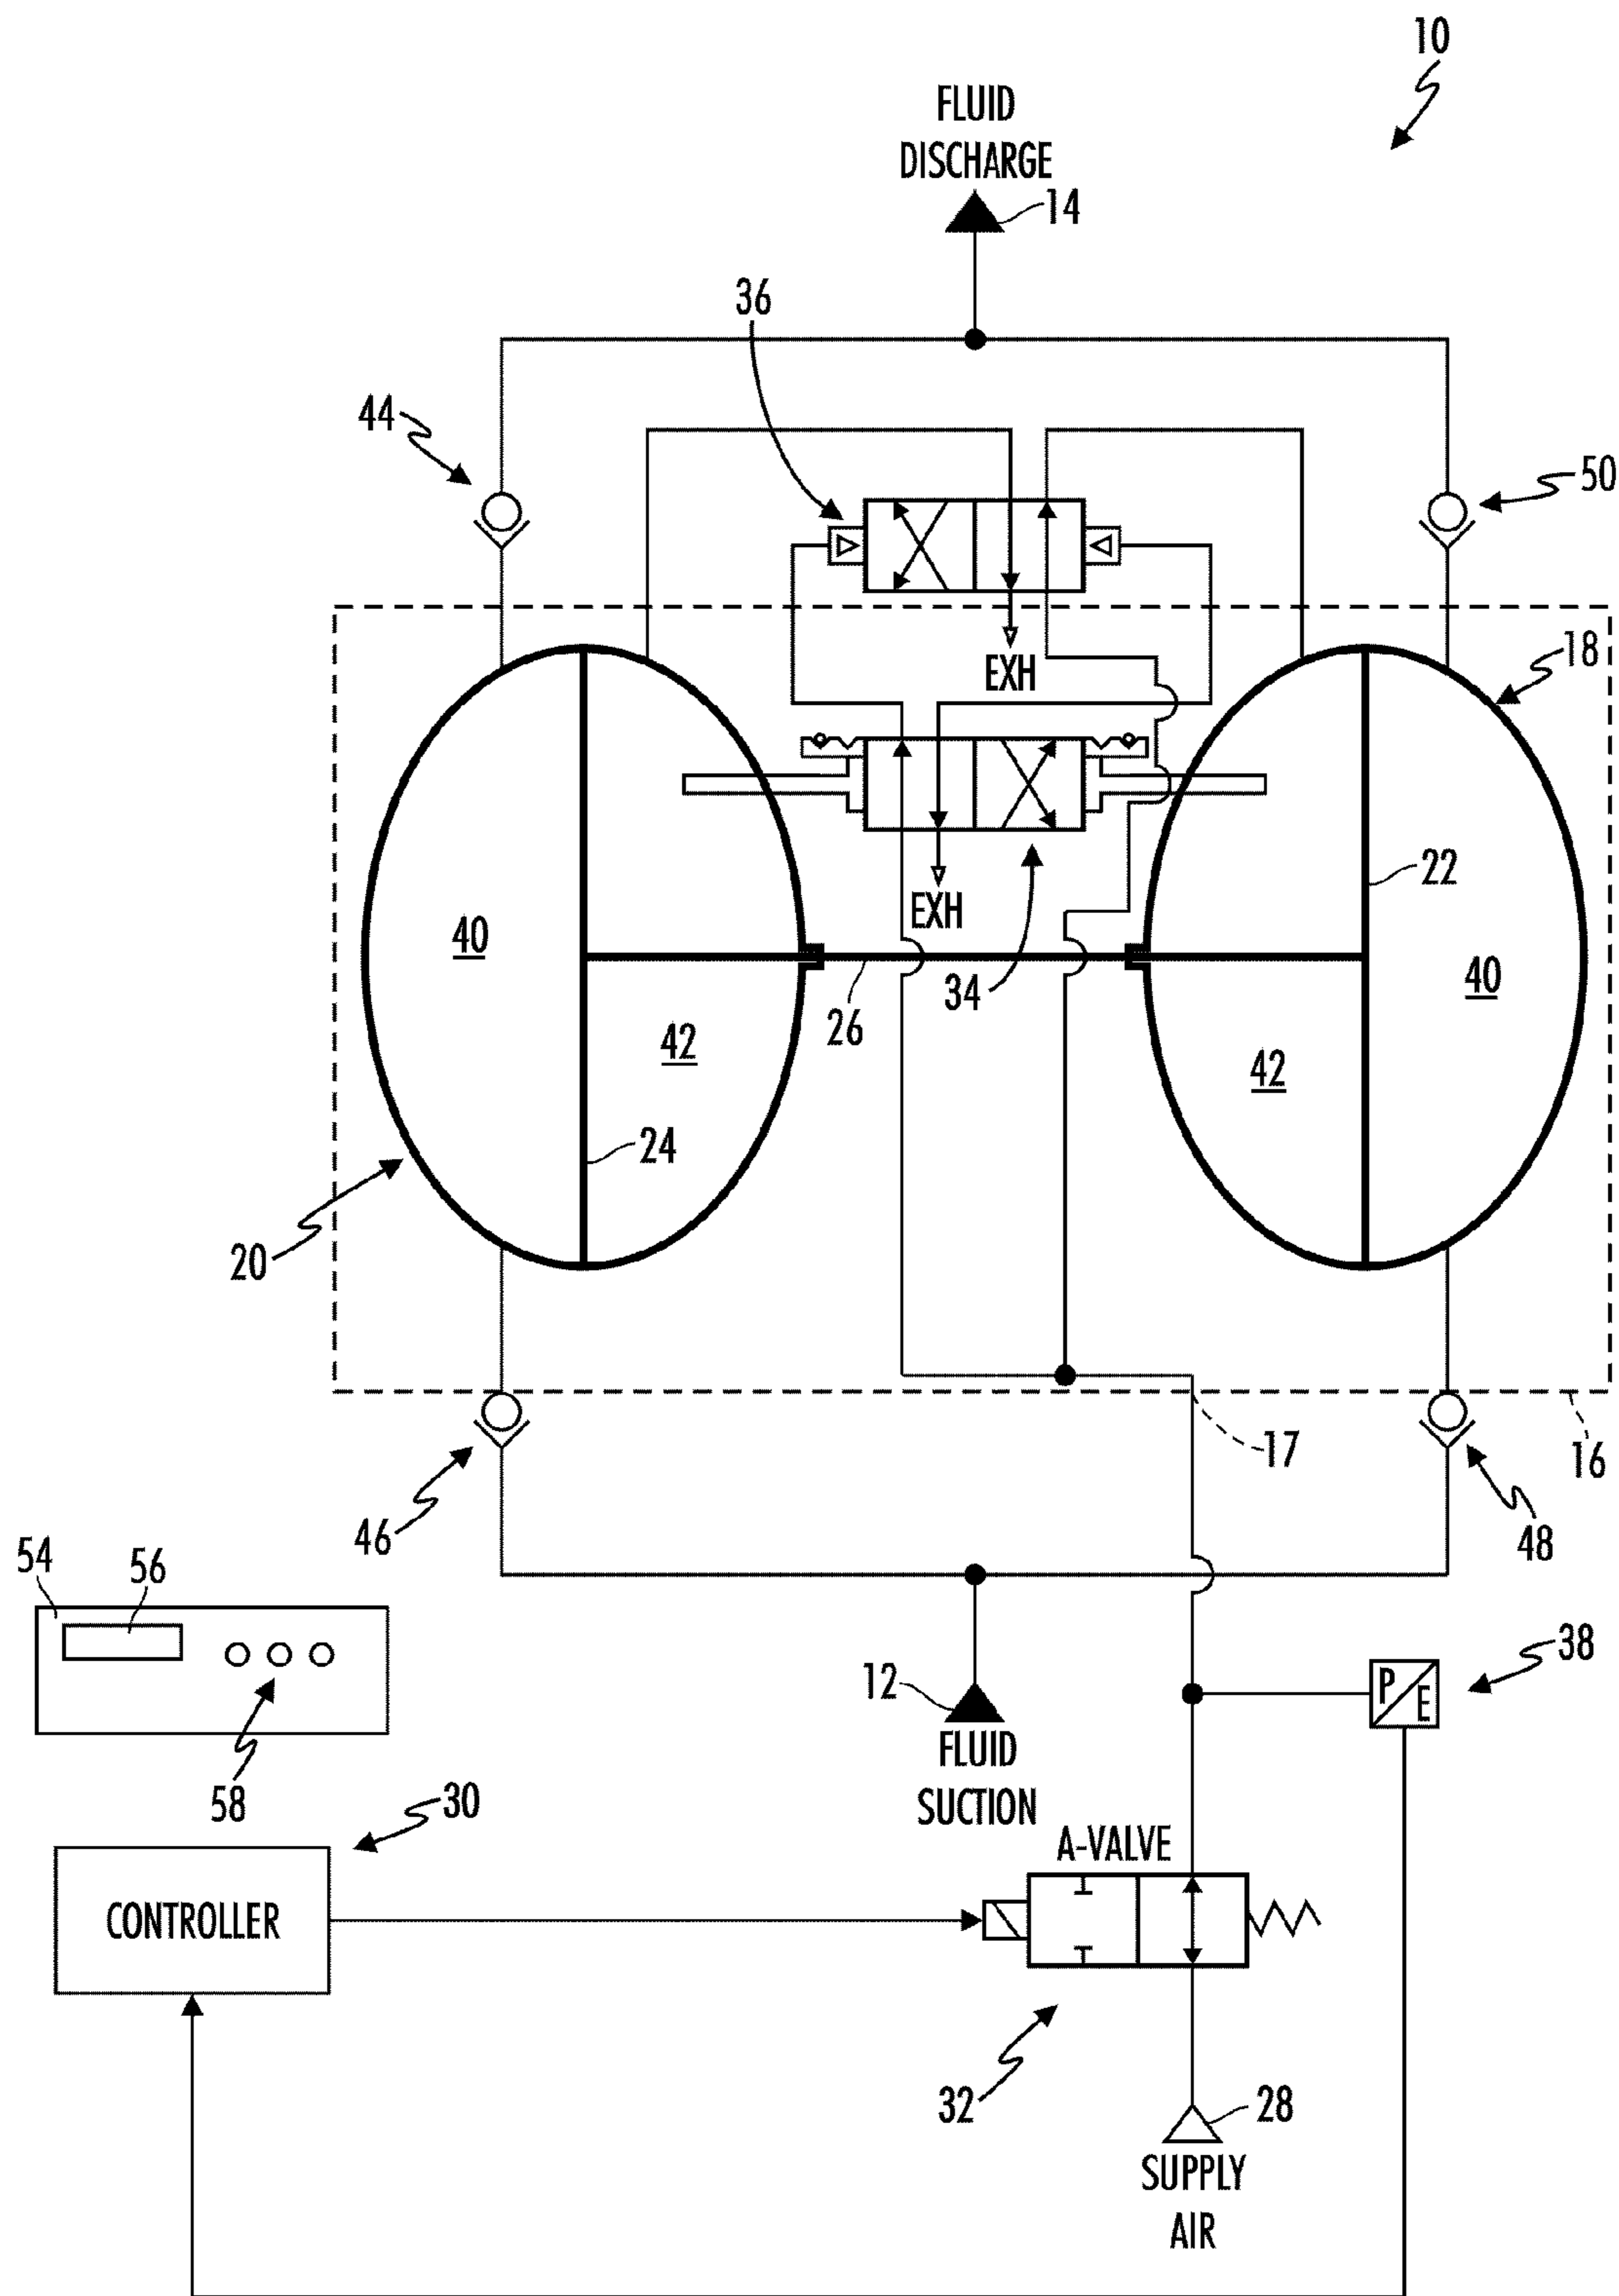 10
FLUID
DISCHARGE
14
36
44
50
EXH
18
22
EXH
40
40
34
26
42
42
24
20
17
16
46
48
54
56
38
P
E
12
FLUID
SUCTION
58
30
A-VALVE
CONTROLLER
32
28
SUPPLY
AIR